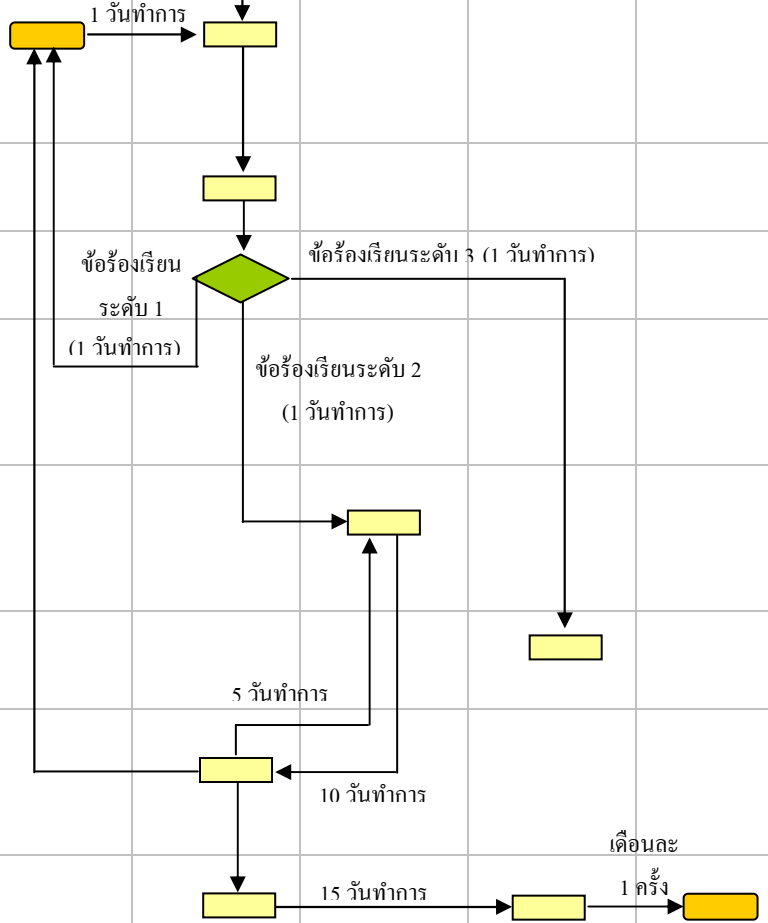 1 วันทำการ
ข้อร้องเรียนระดับ 3 (1 วันทำการ)
ข้อร้องเรียน
ระดับ 1
(1 วันทำการ)
ข้อร้องเรียนระดับ 2
(1 วันทำการ)
5 วันทำการ
10 วันทำการ
เดือนละ
1 ครั้ง
15 วันทำการ